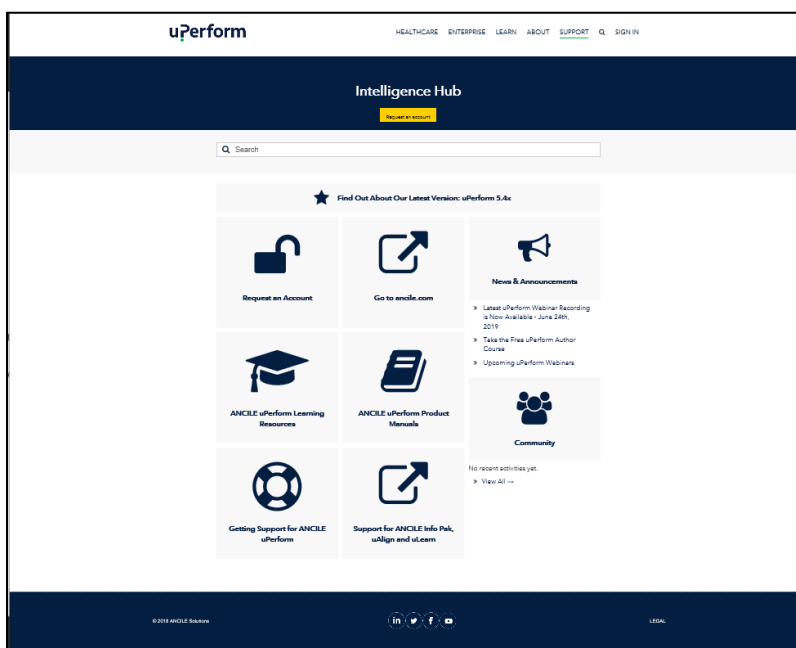 uPerform
HEALTHCARE ENTERPRISE LEARN ABOUT SUPPORT SIGN IN
Intelligence Hub
Request an account
Search
Find Out About Our Latest Version: uPerform 5.4x
Request an Account
Go to ancile.com
News & Announcements
» Latest uPerform Webinar Recording
is Now Available - June 24th,
2019
» Take the Free uPerform Author
Course
» Upcoming uPerform Webinars
ANCILE uPerform Learning
Resources
ANCILE uPerform Product
Manuals
Community
No recent activities yet.
» View All →
Getting Support for ANCILE
uPerform
Support for ANCILE Info Pak,
uAlign and uLearn
© 2018 ANCILE Solutions
LEGAL